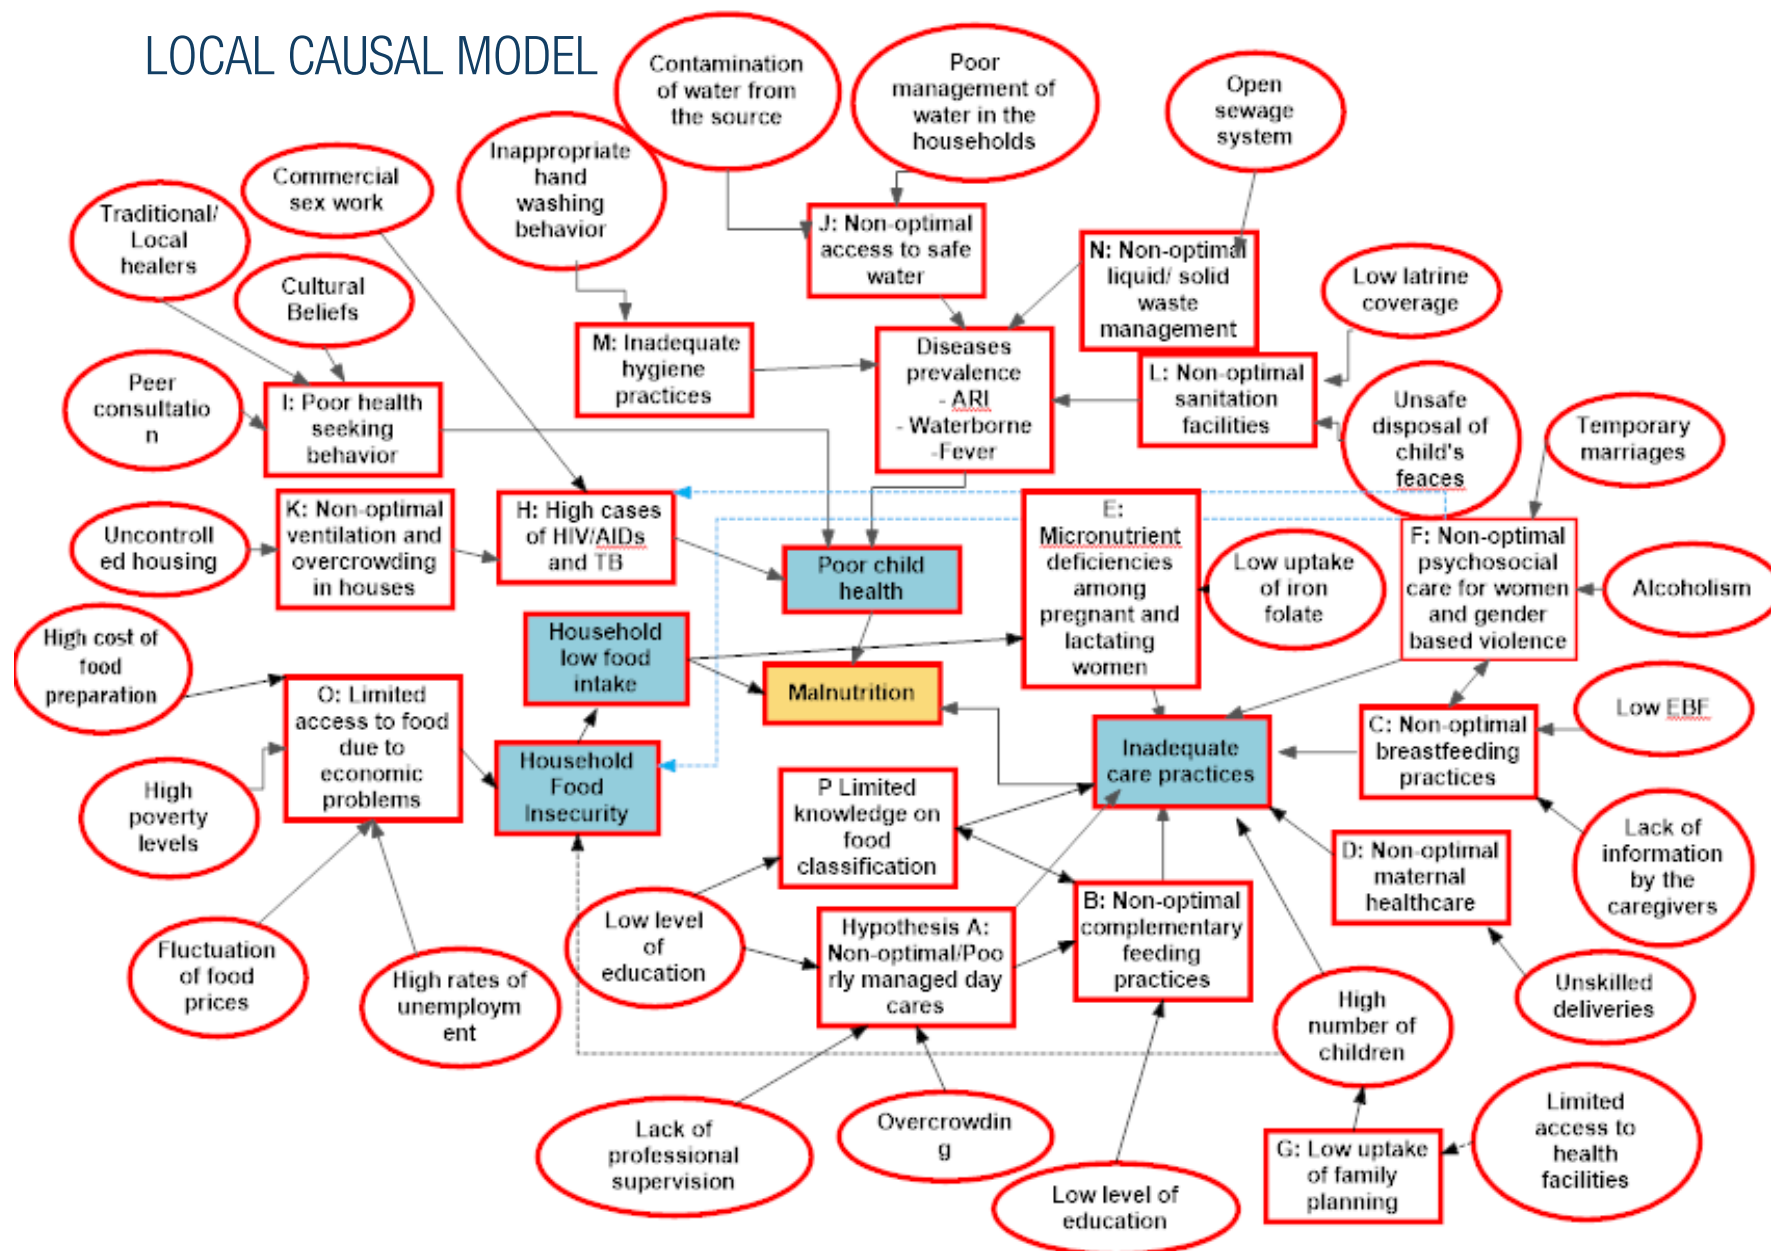 LOCAL CAUSAL MODEL
Contamination
of water from
the source
Poor
management of
water in the
households
Open
sewage
system
Inappropriate
hand
washing
behavior
Commercial
sex work
Traditional/
Local
healers
Cultural
Beliefs
Peer
consultatio
n
J: Non-optimal
access to safe
water
N: Non-optimal
liquid/ solid
waste
management
Low latrine
coverage
M: Inadequate
hygiene
practices
Diseases
prevalence
- ARI
- Waterborne
-Fever
L: Non-optimal
sanitation
facilities
Unsafe
disposal of
child's
feaces
Temporary
marriages
I: Poor health
seeking
behavior
Uncontroll
ed housing
K: Non-optimal
ventilation and
overcrowding
in houses
H: High cases
of HIV/AIDs
and TB
Poor child
health
E:
Micronutrient
deficiencies
among
pregnant and
lactating
women
Low uptake
of iron
folate
F: Non-optimal
psychosocial
care for women
and gender
based violence
Alcoholism
High cost of
food
preparation
Household
low food
intake
Malnutrition
O: Limited
access to food
due to
economic
problems
Household
Food
Insecurity
Inadequate
care practices
C: Non-optimal
breastfeeding
practices
Low EBF
High
poverty
levels
P Limited
knowledge on
food
classification
D: Non-optimal
maternal
healthcare
Lack of
information
by the
caregivers
Fluctuation
of food
prices
High rates of
unemploym
ent
Low level
of
education
Hypothesis A:
Non-optimal/Poo
rly managed day
cares
B: Non-optimal
complementary
feeding
practices
High
number of
children
Unskilled
deliveries
Lack of
professional
supervision
Overcrowdin
g
Low level of
education
G: Low uptake
of family
planning
Limited
access to
health
facilities